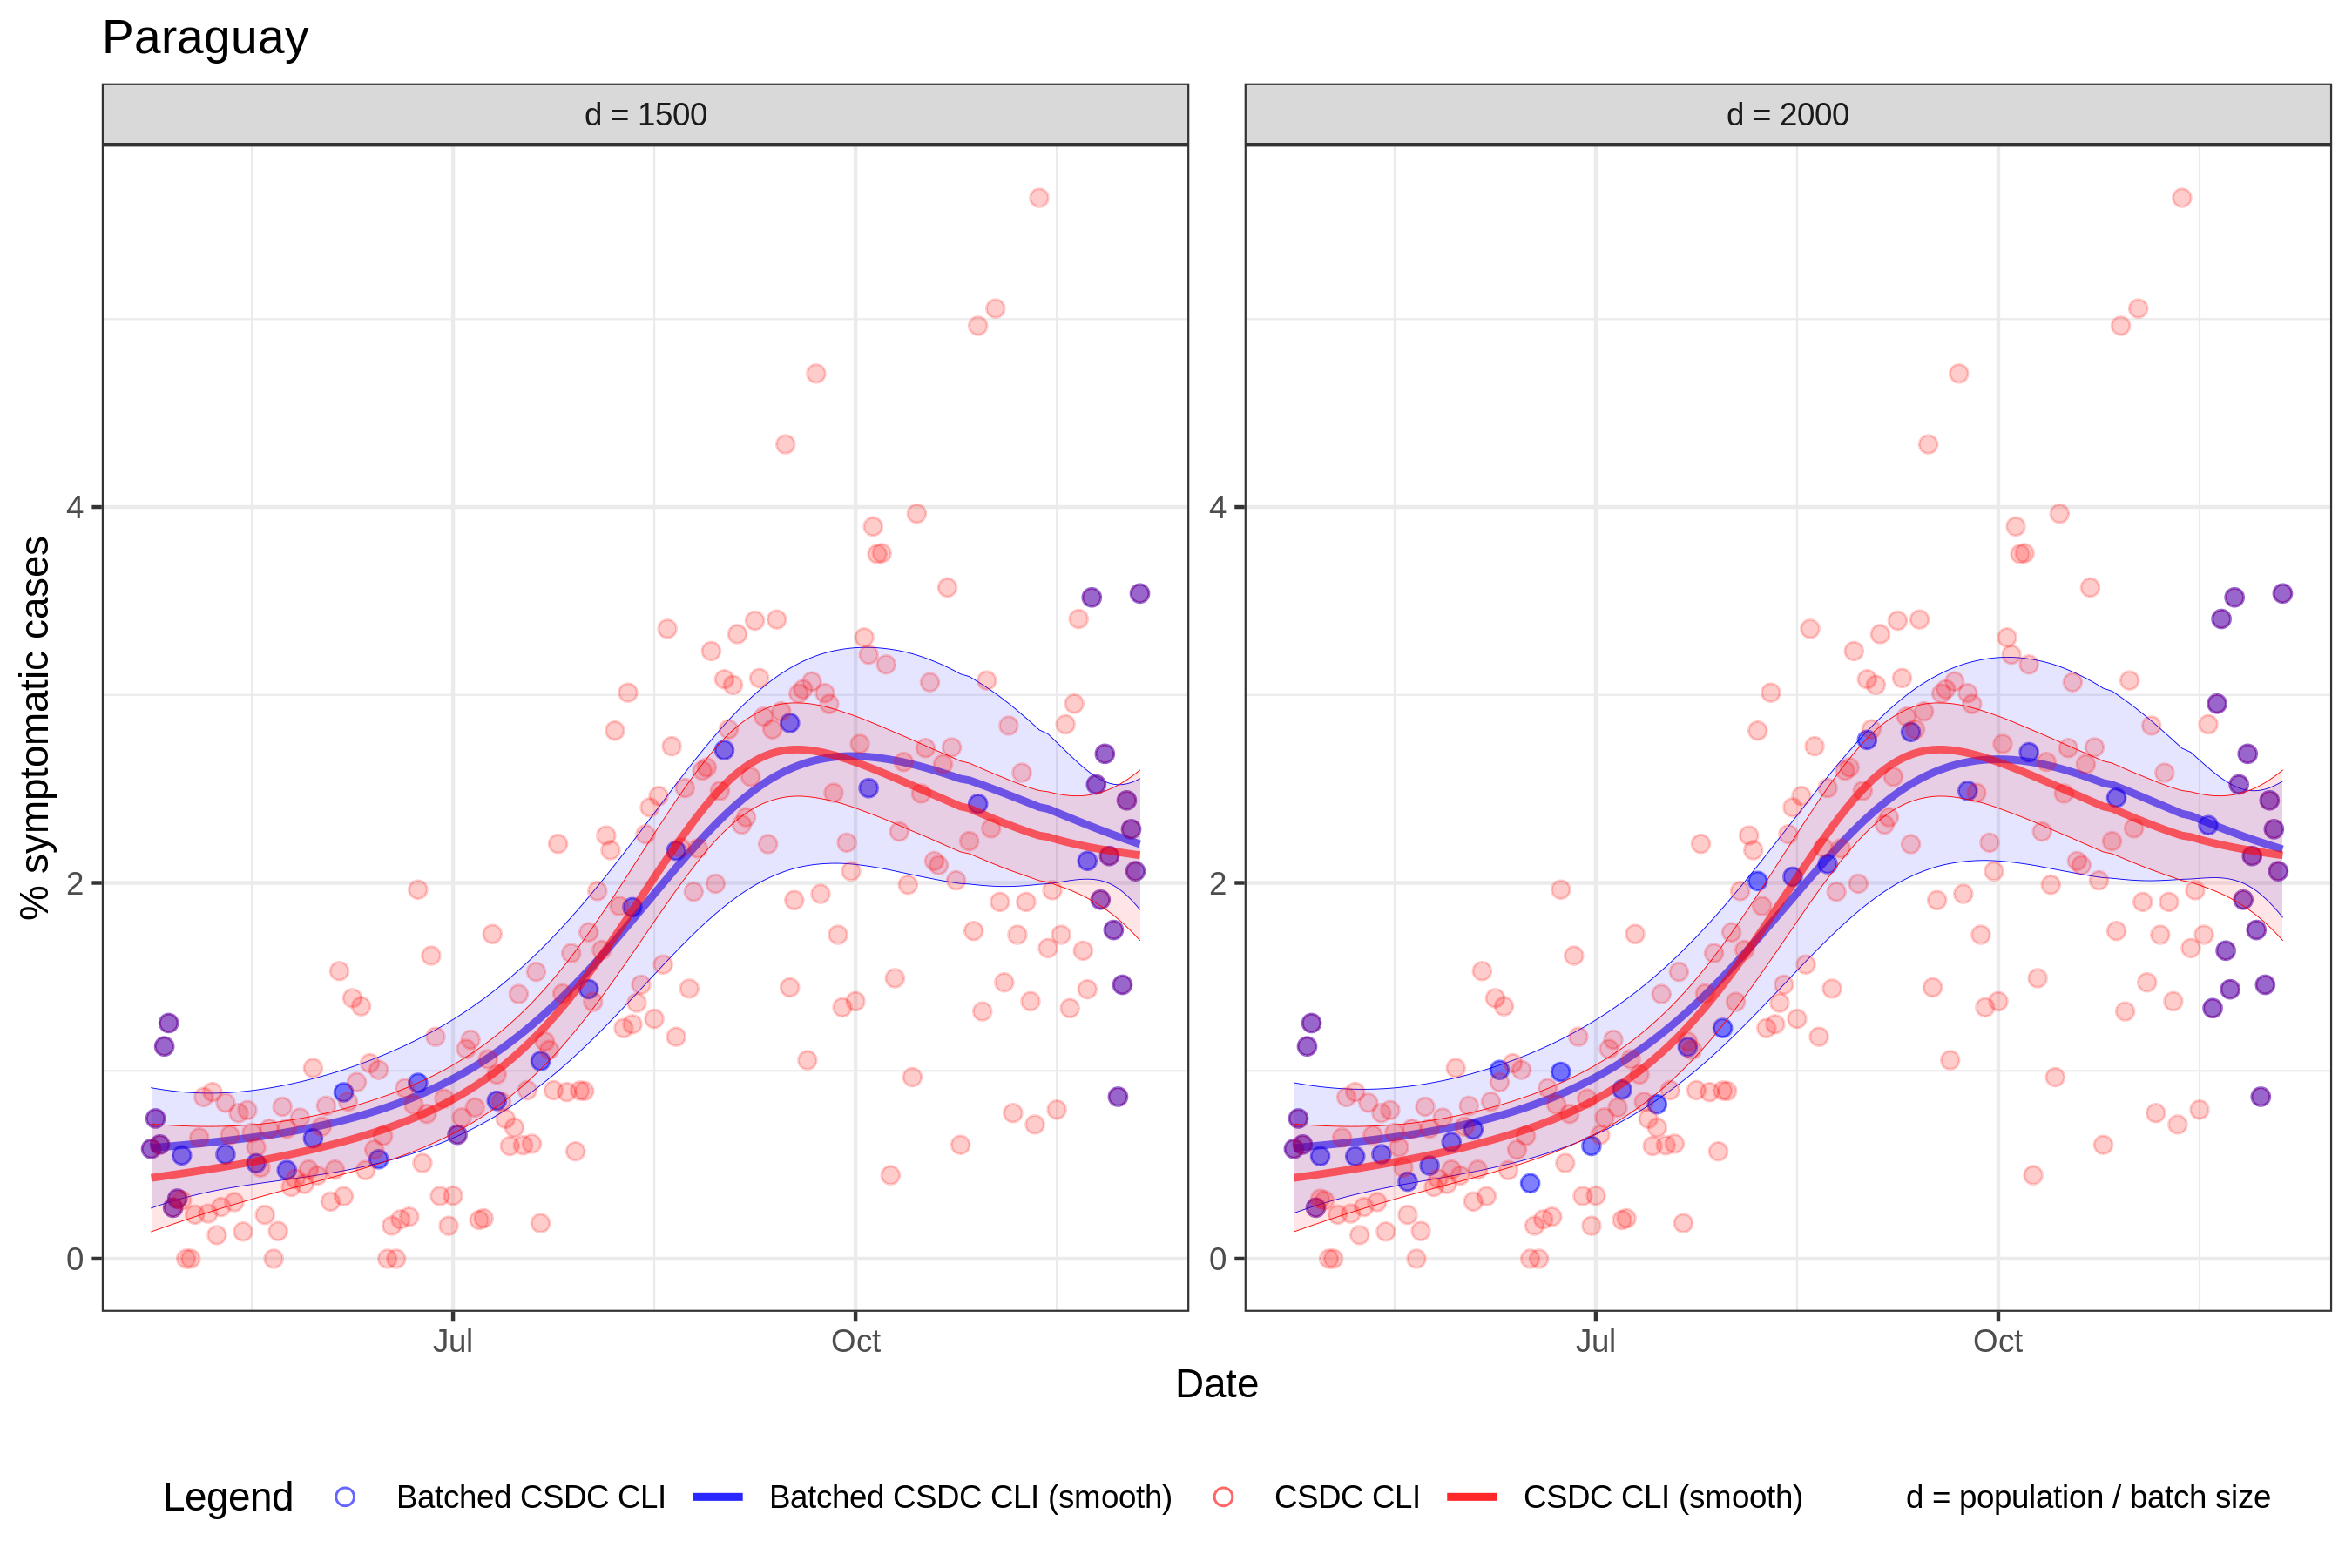 Paraguay
d = 1500
d = 2000
% symptomatic cases
4
2
0
4
2
0
Jul
Oct
Jul
Oct
Date
Legend Batched CSDC CLI Batched CSDC CLI (smooth) CSDC CLI CSDC CLI (smooth) d = population / batch size